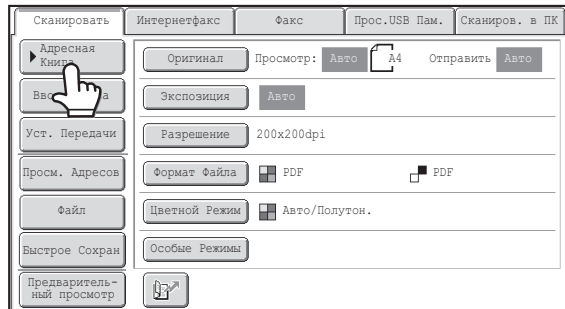 Сканировать Интернетфакс Факс Прос.USB Пам. Сканиров. в ПК
Адресная
Оригинал Просмотр: Авто A4 Отправить Авто
Экспозиция Авто
Уст. Передачи Разрешение 200x200dpi
Просм. Адресов Формат Файла PDF PDF
Файл Цветной Режим Авто/Полутон.
Быстрое Сохран Особые Режимы
Предваритель-
ный просмотр